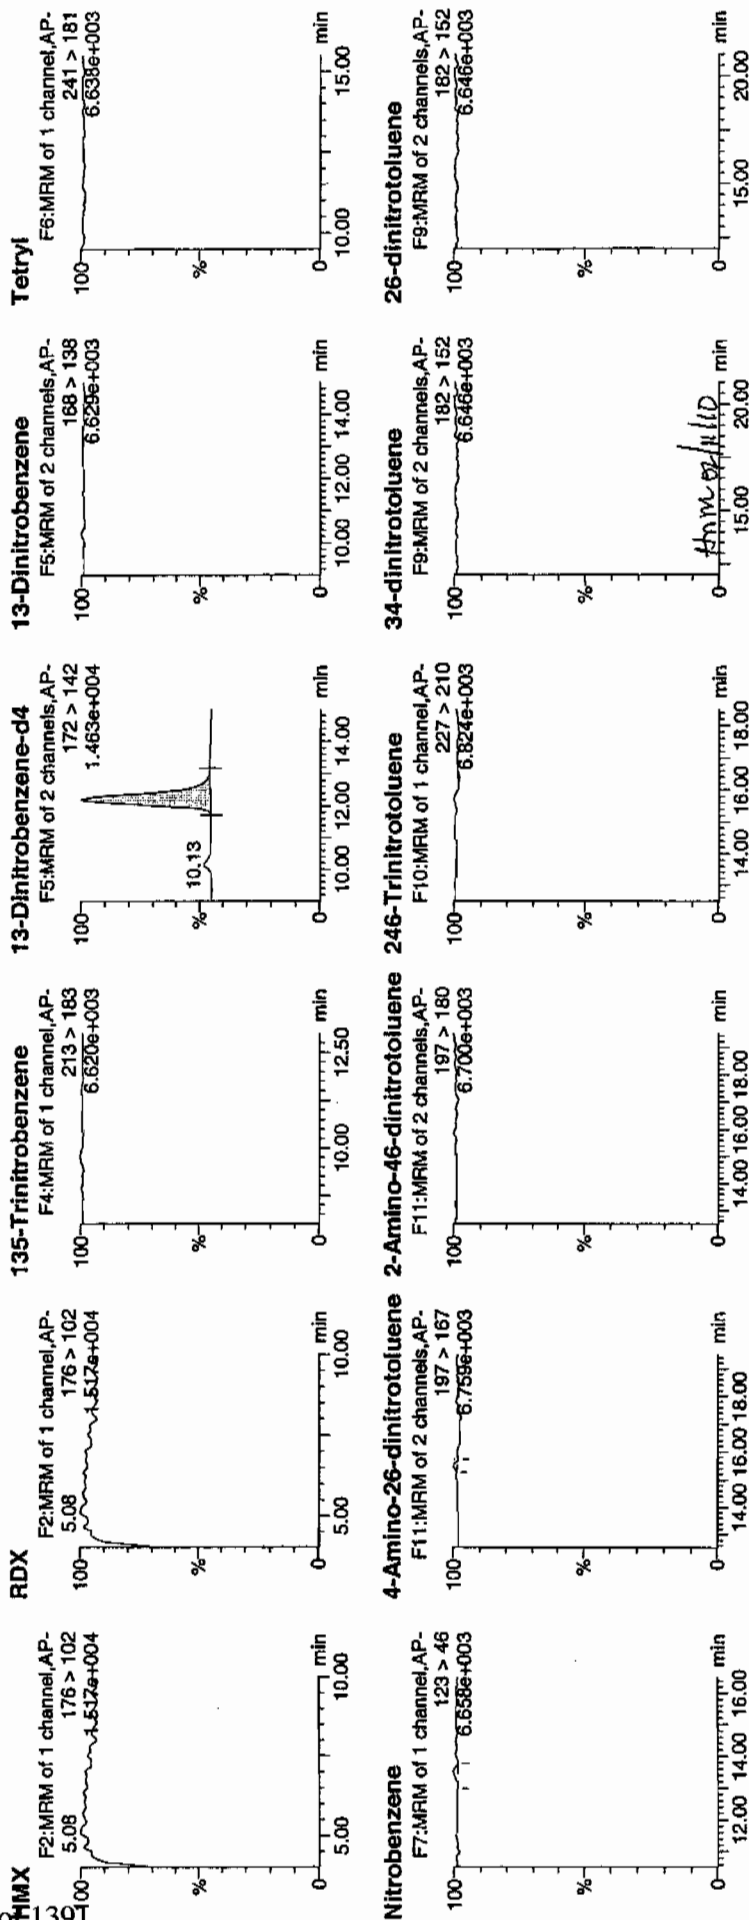 HMX
F2:MRM of 1 channel,AP-
176 > 102
1.517e+004
100
5.08
%
0
5.00
10.00
min
RDX
F2:MRM of 1 channel,AP-
176 > 102
1.517e+004
100
5.08
%
0
5.00
10.00
min
135-Trinitrobenzene
F4:MRM of 1 channel,AP-
213 > 183
6.620e+003
100
%
0
10.00
12.50
min
13-Dinitrobenzene-d4
F5:MRM of 2 channels,AP-
172 > 142
1.463e+004
100
10.13
%
0
10.00
12.00
14.00
min
13-Dinitrobenzene
F5:MRM of 2 channels,AP-
168 > 138
6.629e+003
100
%
0
10.00
12.00
14.00
min
Tetryl
F6:MRM of 1 channel,AP-
241 > 181
6.638e+003
100
%
0
10.00
15.00
min
Nitrobenzene
F7:MRM of 1 channel,AP-
123 > 46
6.658e+003
100
%
0
12.00
14.00
16.00
min
4-Amino-26-dinitrotoluene
F11:MRM of 2 channels,AP-
197 > 167
6.759e+003
100
%
0
14.00
16.00
18.00
min
2-Amino-46-dinitrotoluene
F11:MRM of 2 channels,AP-
197 > 180
6.700e+003
100
%
0
14.00
16.00
18.00
min
246-Trinitrotoluene
F10:MRM of 1 channel,AP-
227 > 210
6.824e+003
100
%
0
14.00
16.00
18.00
min
34-dinitrotoluene
F9:MRM of 2 channels,AP-
182 > 152
6.646e+003
100
%
0
15.00
20.00
min
26-dinitrotoluene
F9:MRM of 2 channels,AP-
182 > 152
6.646e+003
100
%
0
15.00
20.00
min